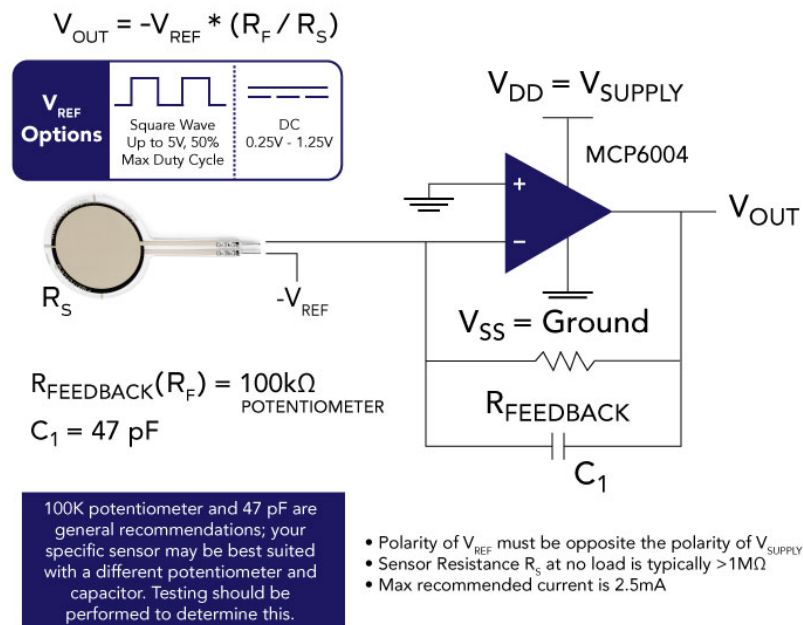 VOUT = -VREF * (RF / RS)
VREF
Options
Square Wave
Up to 5V, 50%
Max Duty Cycle
DC
0.25V - 1.25V
VDD = VSUPPLY
MCP6004
+
−
VOUT
RS
-VREF
VSS = Ground
RFEEDBACK
C1
RFEEDBACK(RF) = 100kΩ
POTENTIOMETER
C1 = 47 pF
100K potentiometer and 47 pF are
general recommendations; your
specific sensor may be best suited
with a different potentiometer and
capacitor. Testing should be
performed to determine this.
• Polarity of VREF must be opposite the polarity of VSUPPLY
• Sensor Resistance RS at no load is typically >1MΩ
• Max recommended current is 2.5mA